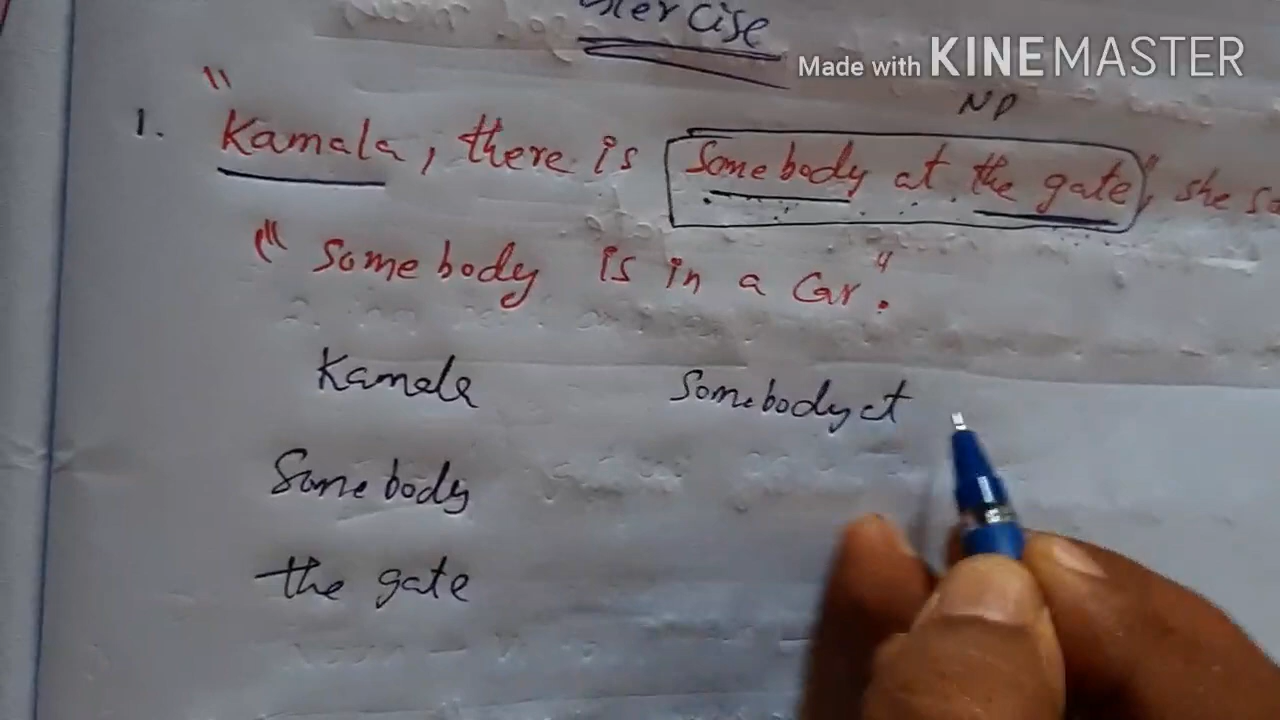 ercise
Made with KINEMASTER
NP
1. "Kamala, there is somebody at the gate", she
" Somebody is in a Car."
Kamala Somebody at
Somebody
the gate